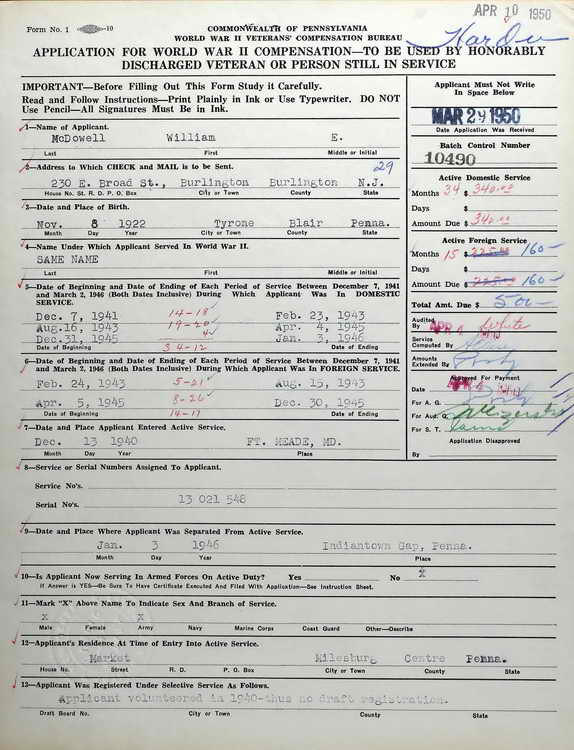 APR 10 1950
Form No. 1 10
COMMONWEALTH OF PENNSYLVANIA
WORLD WAR II VETERANS' COMPENSATION BUREAU
APPLICATION FOR WORLD WAR II COMPENSATION—TO BE USED BY HONORABLY
DISCHARGED VETERAN OR PERSON STILL IN SERVICE
IMPORTANT—Before Filling Out This Form Study it Carefully.
Read and Follow Instructions—Print Plainly in Ink or Use Typewriter. DO NOT
Use Pencil—All Signatures Must Be in Ink.
Applicant Must Not Write
In Space Below
MAR 29 1950
Date Application Was Received
Batch Control Number
10490
Active Domestic Service
Months 34 $ 340.00
Days $
Amount Due $ 340.00
Active Foreign Service
Months 15 $ 225.00 160—
Days $
Amount Due $ 225.00 160—
Total Amt. Due $ 500—
Audited By APR 4 White
Service
Computed By
Amounts
Extended By
Approved For Payment
Date APR 4
For A. G.
For Aud. G.
For S. T.
Application Disapproved
By
1—Name of Applicant.
McDowell William E.
Last First Middle or Initial
2—Address to Which CHECK and MAIL is to be Sent. 29
230 E. Broad St., Burlington Burlington N.J.
House No. St. R. D. P. O. Box City or Town County State
3—Date and Place of Birth.
Nov. 8 1922 Tyrone Blair Penna.
Month Day Year City or Town County State
4—Name Under Which Applicant Served In World War II.
SAME NAME
Last First Middle or Initial
5—Date of Beginning and Date of Ending of Each Period of Service Between December 7, 1941
and March 2, 1946 (Both Dates Inclusive) During Which Applicant Was In DOMESTIC
SERVICE.
Dec. 7, 1941 14-18 Feb. 23, 1943
Aug.16, 1943 19-20 Apr. 4, 1945
Dec.31, 1945 4 Jan. 3, 1946
Date of Beginning 34-12 Date of Ending
6—Date of Beginning and Date of Ending of Each Period of Service Between December 7, 1941
and March 2, 1946 (Both Dates Inclusive) During Which Applicant Was In FOREIGN SERVICE.
Feb. 24, 1943 5-21 Aug. 15, 1943
Apr. 5, 1945 8-26 Dec. 30, 1945
Date of Beginning 14-17 Date of Ending
7—Date and Place Applicant Entered Active Service.
Dec. 13 1940 FT. MEADE, MD.
Month Day Year Place
8—Service or Serial Numbers Assigned To Applicant.
Service No's.
Serial No's. 13 021 548
9—Date and Place Where Applicant Was Separated From Active Service.
Jan. 3 1946 Indiantown Gap, Penna.
Month Day Year Place
10—Is Applicant Now Serving In Armed Forces On Active Duty? Yes No X
If Answer is YES—Be Sure To Have Certificate Executed And Filed With Application—See Instruction Sheet.
11—Mark "X" Above Name To Indicate Sex and Branch of Service.
X X
Male Female Army Navy Marine Corps Coast Guard Other—Describe
12—Applicant's Residence At Time of Entry Into Active Service.
Market Milesburg Centre Penna.
House No. Street R. D. P. O. Box City or Town County State
13—Applicant Was Registered Under Selective Service As Follows.
Applicant volunteered in 1940-thus no draft registration.
Draft Board No. City or Town County State